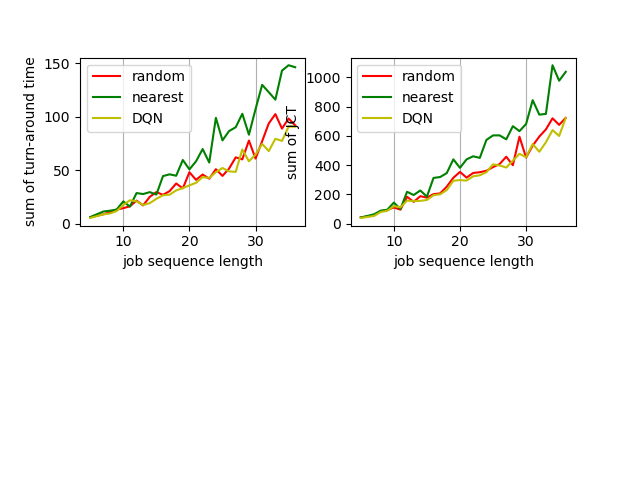 sum of turn-around time
150
100
50
0
random
nearest
DQN
10
20
30
job sequence length
sum of JCT
1000
800
600
400
200
0
random
nearest
DQN
10
20
30
job sequence length